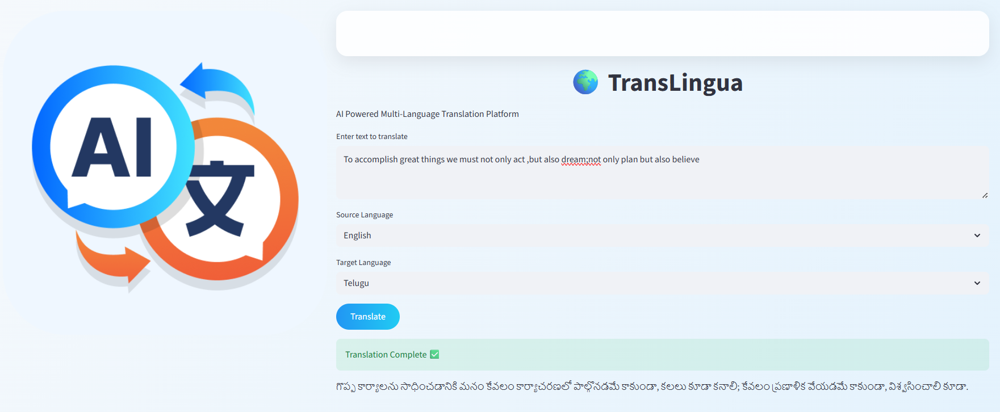 AI
文
TransLingua
AI Powered Multi-Language Translation Platform
Enter text to translate
To accomplish great things we must not only act ,but also dream;not only plan but also believe
Source Language
English
Target Language
Telugu
Translate
Translation Complete ✅
గొప్ప కార్యాలను సాధించడానికి మనం కేవలం కార్యాచరణలో పాల్గొనడమే కాకుండా, కలలు కూడా కనాలి; కేవలం ప్రణాళిక వేయడమే కాకుండా, విశ్వసించాలి కూడా.